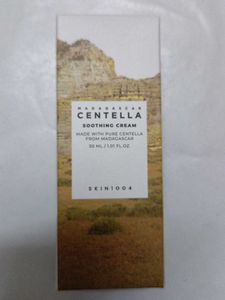 MADAGASCAR
CENTELLA
SOOTHING CREAM
MADE WITH PURE CENTELLA
FROM MADAGASCAR
30 ML / 1.01 FL.OZ.
SKIN1004